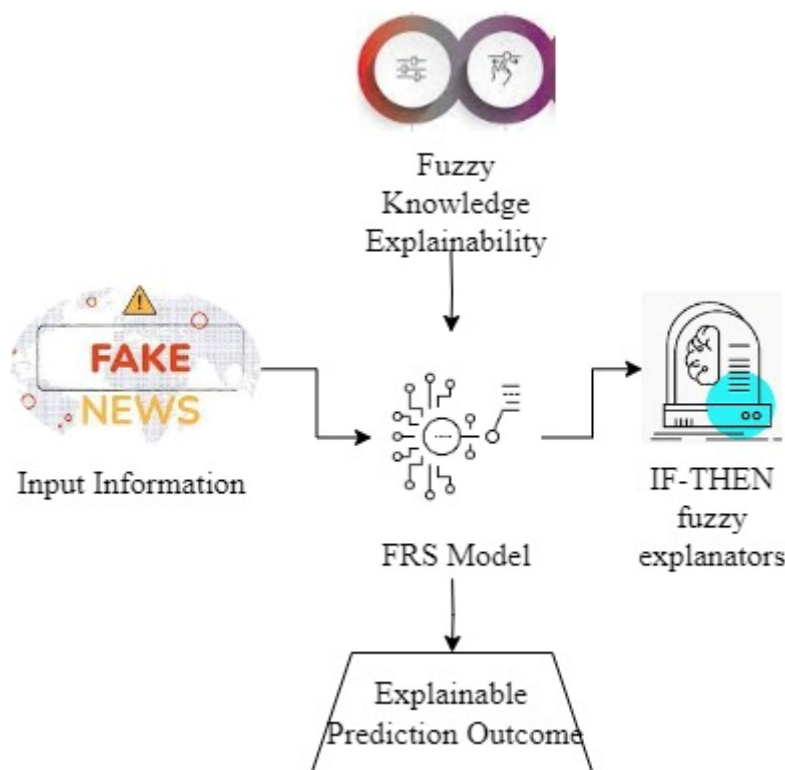 Fuzzy
Knowledge
Explainability
FAKE
NEWS
Input Information
FRS Model
IF-THEN
fuzzy
explanators
Explainable
Prediction Outcome